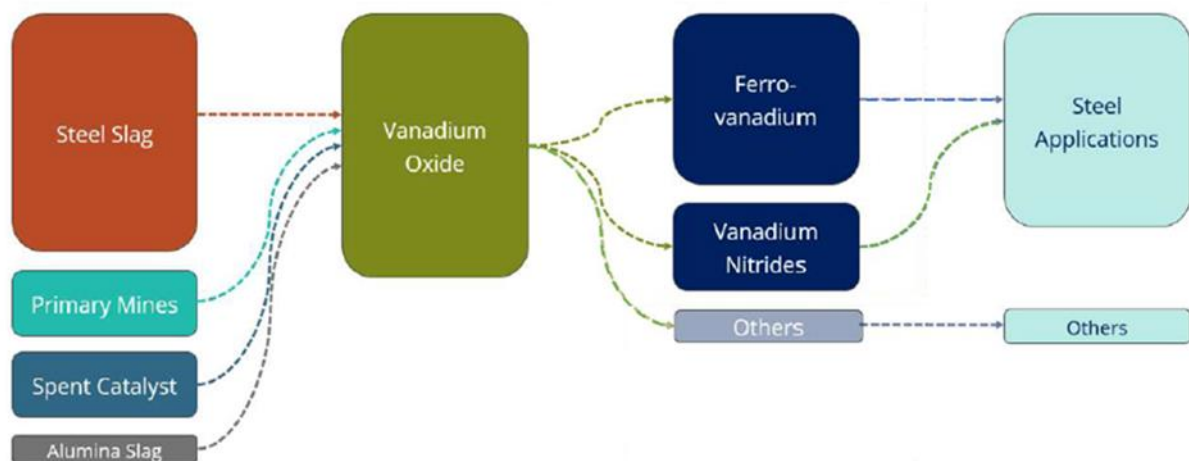 Steel Slag
Primary Mines
Spent Catalyst
Alumina Slag
Vanadium
Oxide
Ferro-
vanadium
Vanadium
Nitrides
Others
Steel
Applications
Others